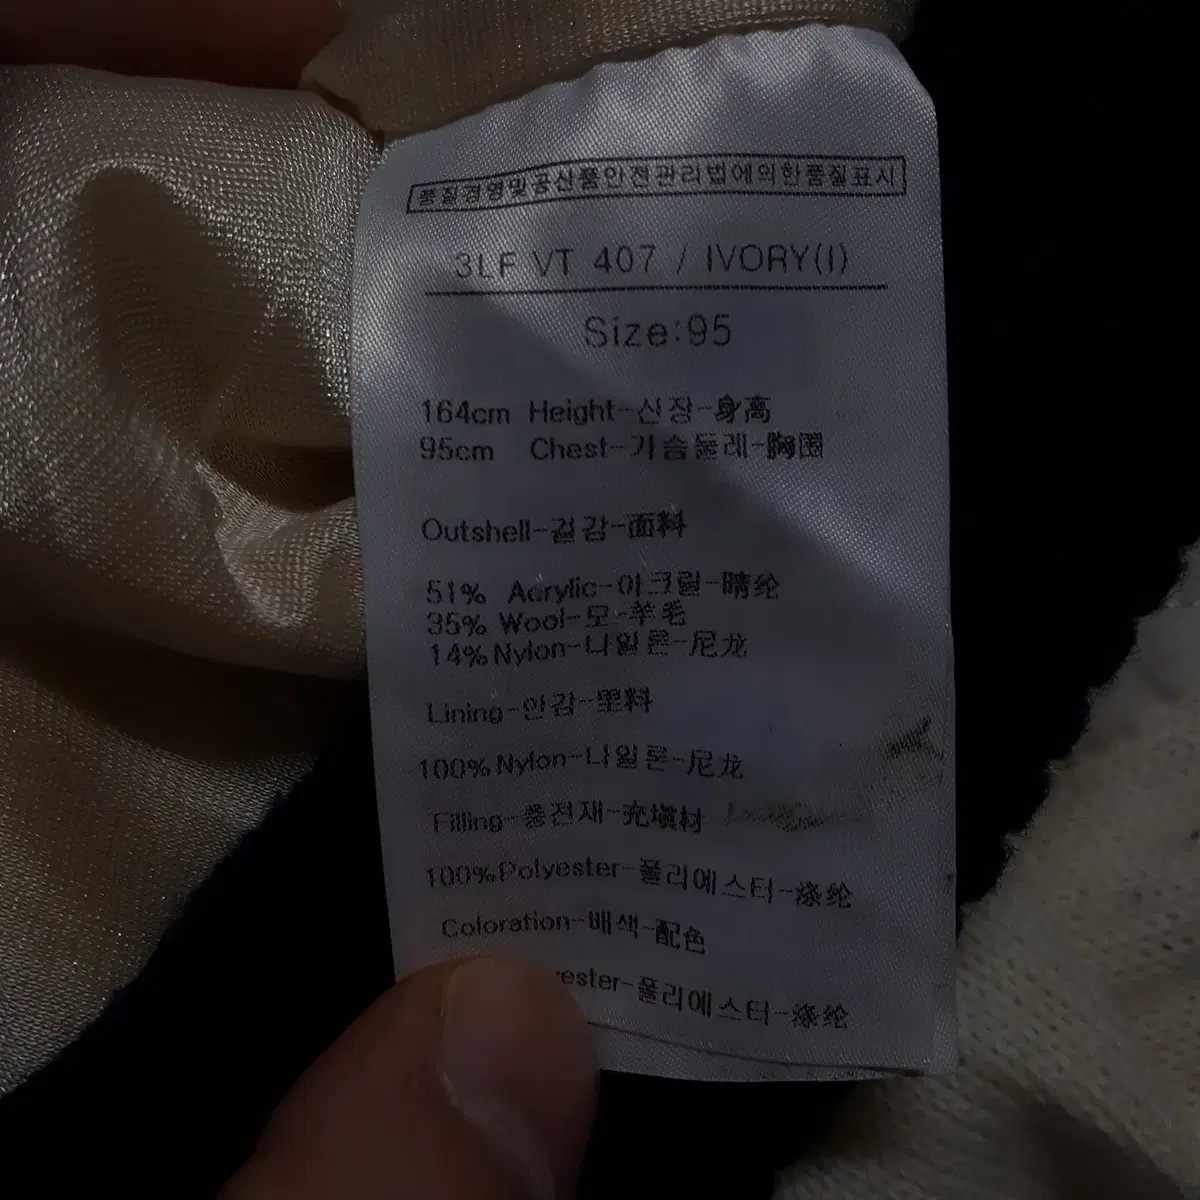 품질경영및공산품안전관리법에의한품질표시
3LF VT 407 / IVORY(I)
Size:95
164cm Height-신장-身高
95cm Chest-가슴둘레-胸围
Outshell-겉감-面料
51% Acrylic-아크릴-晴纶
35% Wool-모-羊毛
14% Nylon-나일론-尼龙
Lining-안감-里料
100% Nylon-나일론-尼龙
Filling-충전재-充塡材
100% Polyester-폴리에스터-涤纶
Coloration-배색-配色
ester-폴리에스터-涤纶